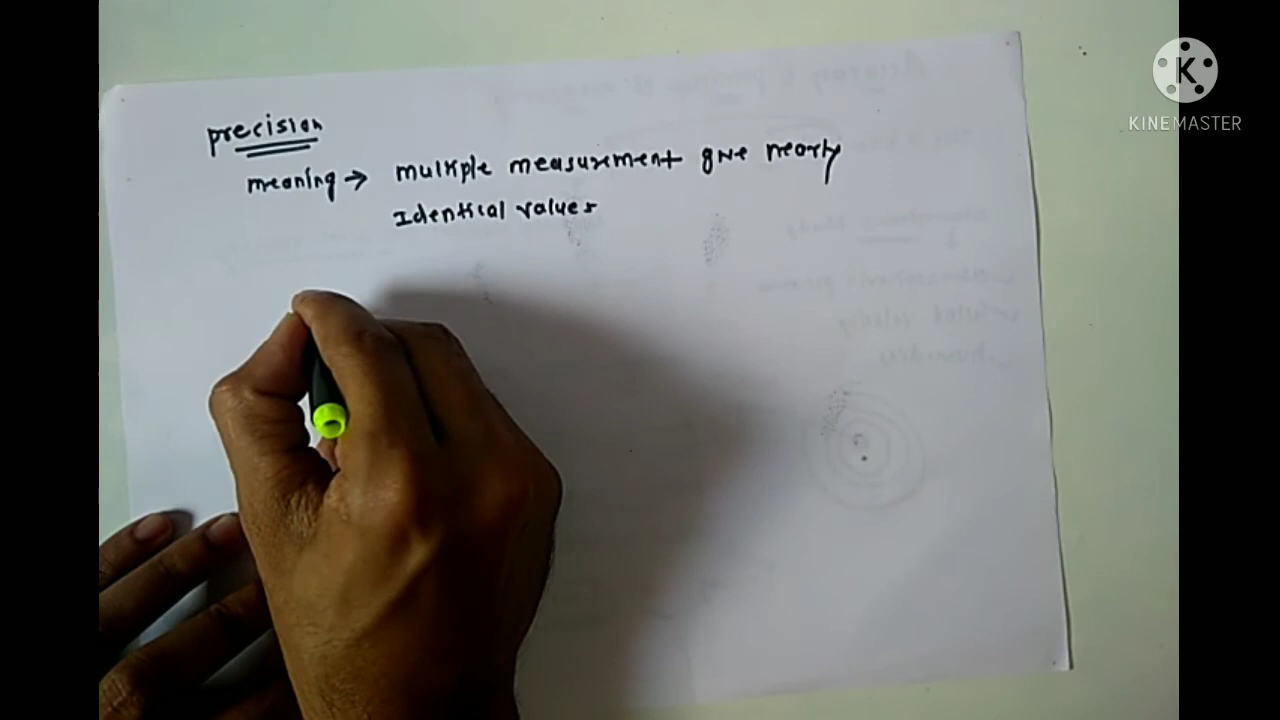 precision
meaning → multiple measurement give nearly
Identical values
K
KINEMASTER